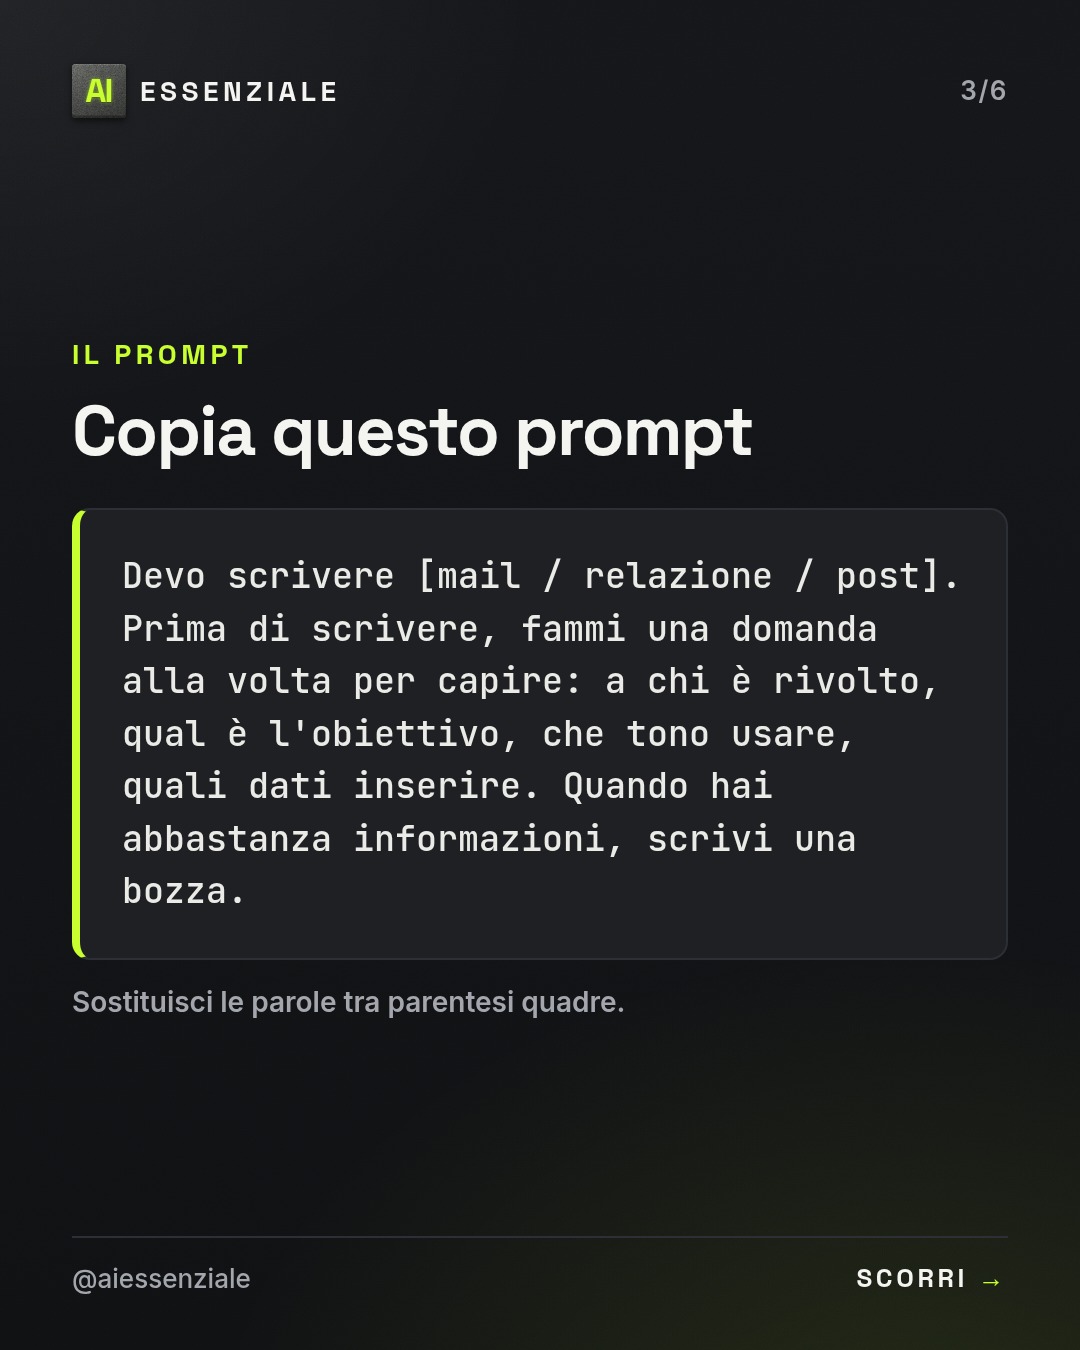 AI ESSENZIALE
3/6
IL PROMPT
Copia questo prompt
Devo scrivere [mail / relazione / post].
Prima di scrivere, fammi una domanda
alla volta per capire: a chi è rivolto,
qual è l'obiettivo, che tono usare,
quali dati inserire. Quando hai
abbastanza informazioni, scrivi una
bozza.
Sostituisci le parole tra parentesi quadre.
@aiessenziale
SCORRI →